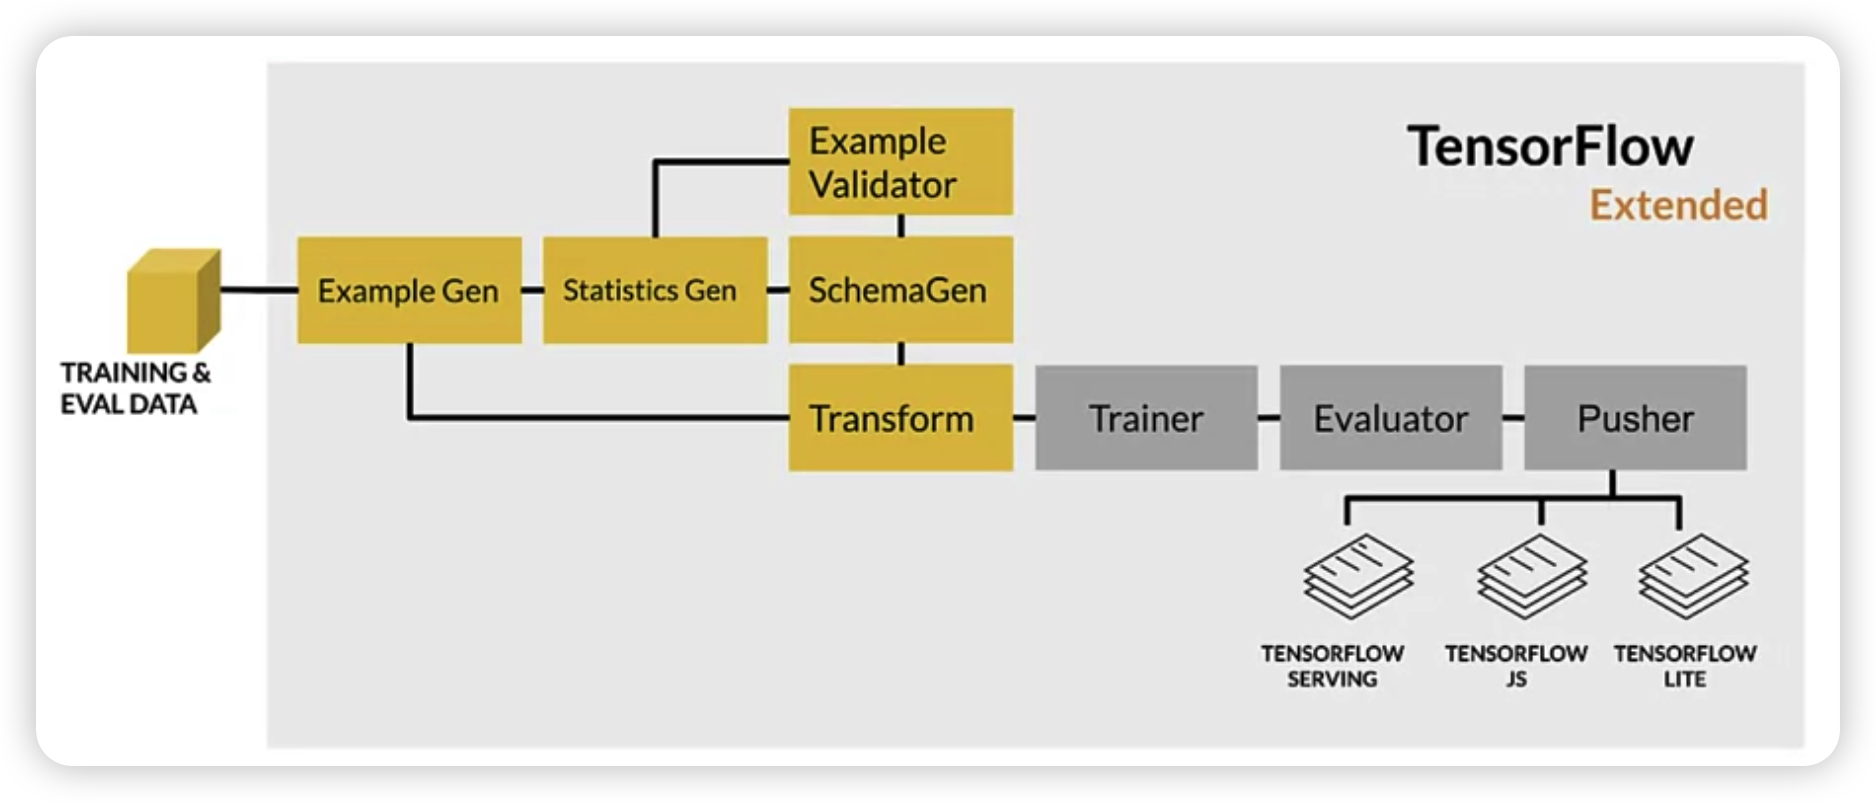 TensorFlow
Extended
Example
Validator
Example Gen
Statistics Gen
SchemaGen
TRAINING &
EVAL DATA
Transform
Trainer
Evaluator
Pusher
TENSORFLOW
SERVING
TENSORFLOW
JS
TENSORFLOW
LITE